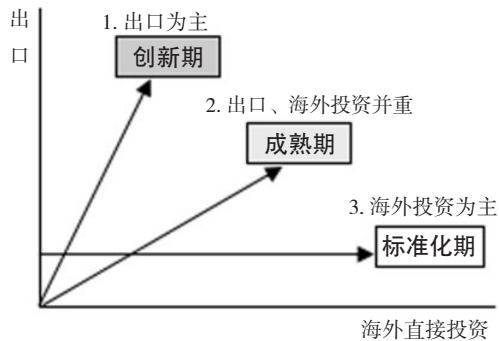 出口
1. 出口为主
创新期
2. 出口、海外投资并重
成熟期
3. 海外投资为主
标准化期
海外直接投资